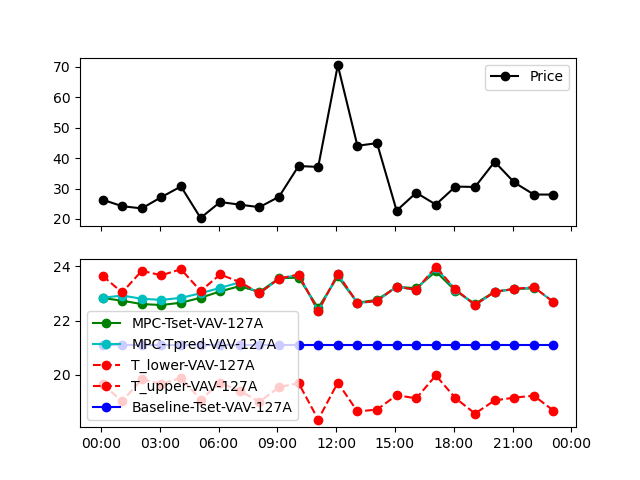 70
60
50
40
30
20
Price
24
22
20
MPC-Tset-VAV-127A
MPC-Tpred-VAV-127A
T_lower-VAV-127A
T_upper-VAV-127A
Baseline-Tset-VAV-127A
00:00 03:00 06:00 09:00 12:00 15:00 18:00 21:00 00:00